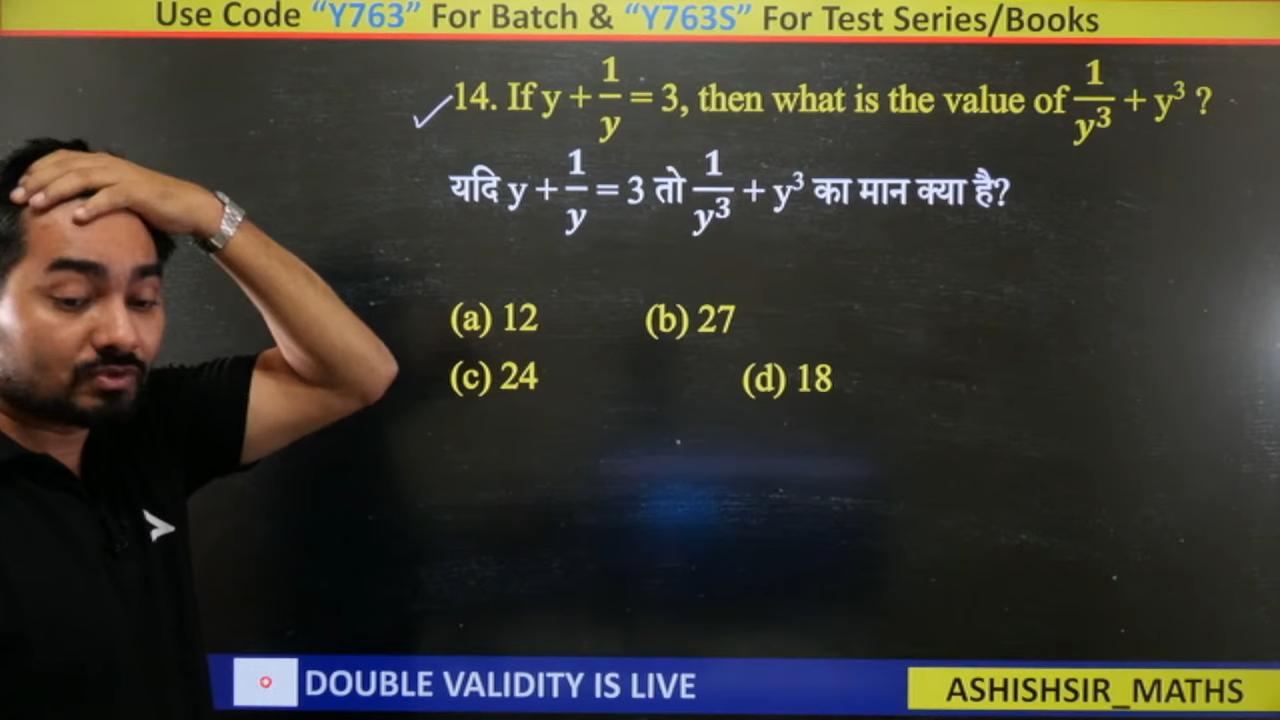 Use Code “Y763” For Batch & “Y763S” For Test Series/Books
14. If y + 1/y = 3, then what is the value of 1/y³ + y³ ?
यदि y + 1/y = 3 तो 1/y³ + y³ का मान क्या है?
(a) 12 (b) 27
(c) 24 (d) 18
DOUBLE VALIDITY IS LIVE
ASHISHSIR_MATHS